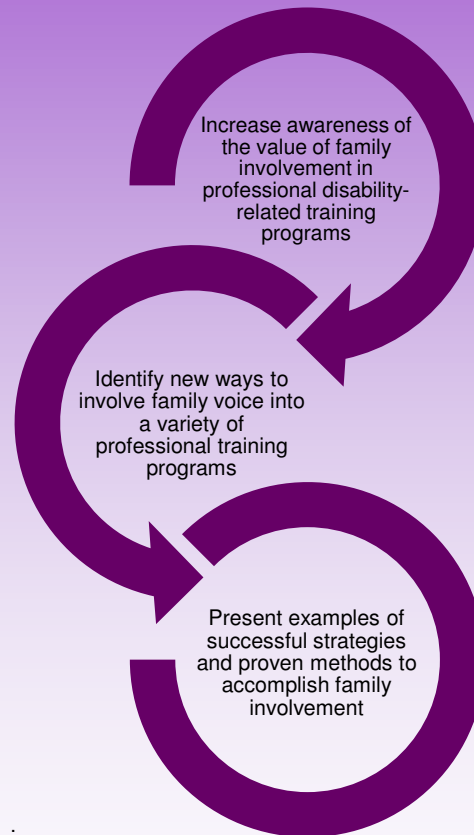 Increase awareness of
the value of family
involvement in
professional disability-
related training
programs
Identify new ways to
involve family voice into
a variety of
professional training
programs
Present examples of
successful strategies
and proven methods to
accomplish family
involvement
.